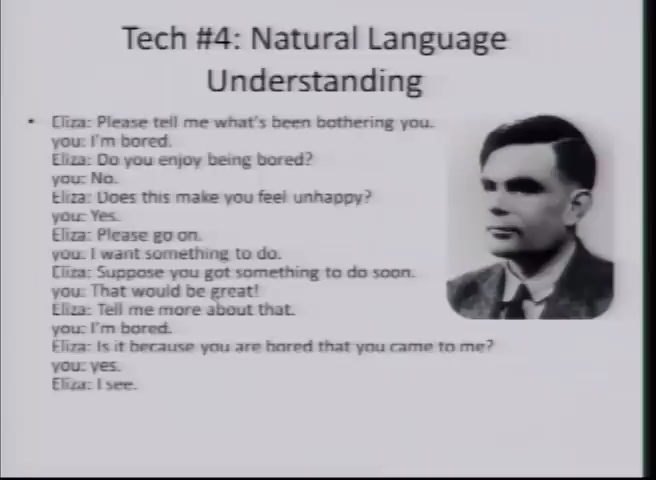 Tech #4: Natural Language
Understanding
• Eliza: Please tell me what's been bothering you.
you: I'm bored.
Eliza: Do you enjoy being bored?
you: No.
Eliza: Does this make you feel unhappy?
you: Yes.
Eliza: Please go on.
you: I want something to do.
Eliza: Suppose you got something to do soon.
you: That would be great!
Eliza: Tell me more about that.
you: I'm bored.
Eliza: Is it because you are bored that you came to me?
you: yes.
Eliza: I see.